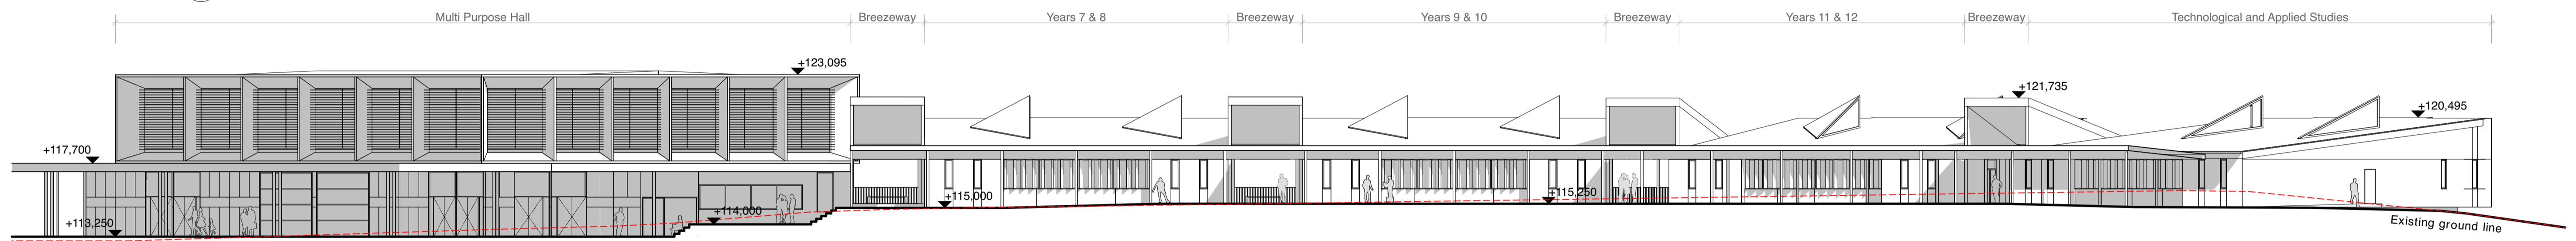 Multi Purpose Hall
Breezeway
Years 7 & 8
Breezeway
Years 9 & 10
Breezeway
Years 11 & 12
Breezeway
Technological and Applied Studies
+123,095
+121,735
+120,495
+117,700
+115,000
+115,250
+114,000
+113,250
Existing ground line